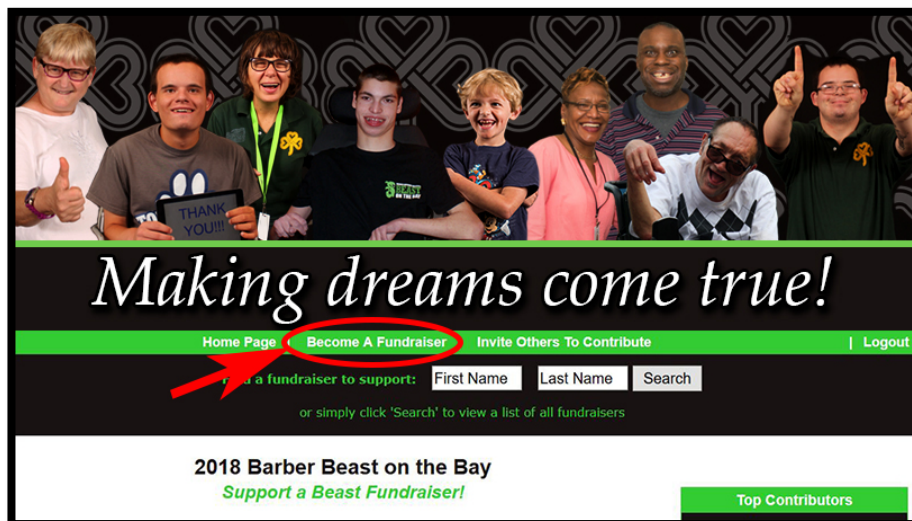 THANK
YOU!!!
BEAST
ON THE BAY
Making dreams come true!
Home Page | Become A Fundraiser Invite Others To Contribute | Logout
a fundraiser to support: First Name Last Name Search
or simply click 'Search' to view a list of all fundraisers
2018 Barber Beast on the Bay
Support a Beast Fundraiser!
Top Contributors